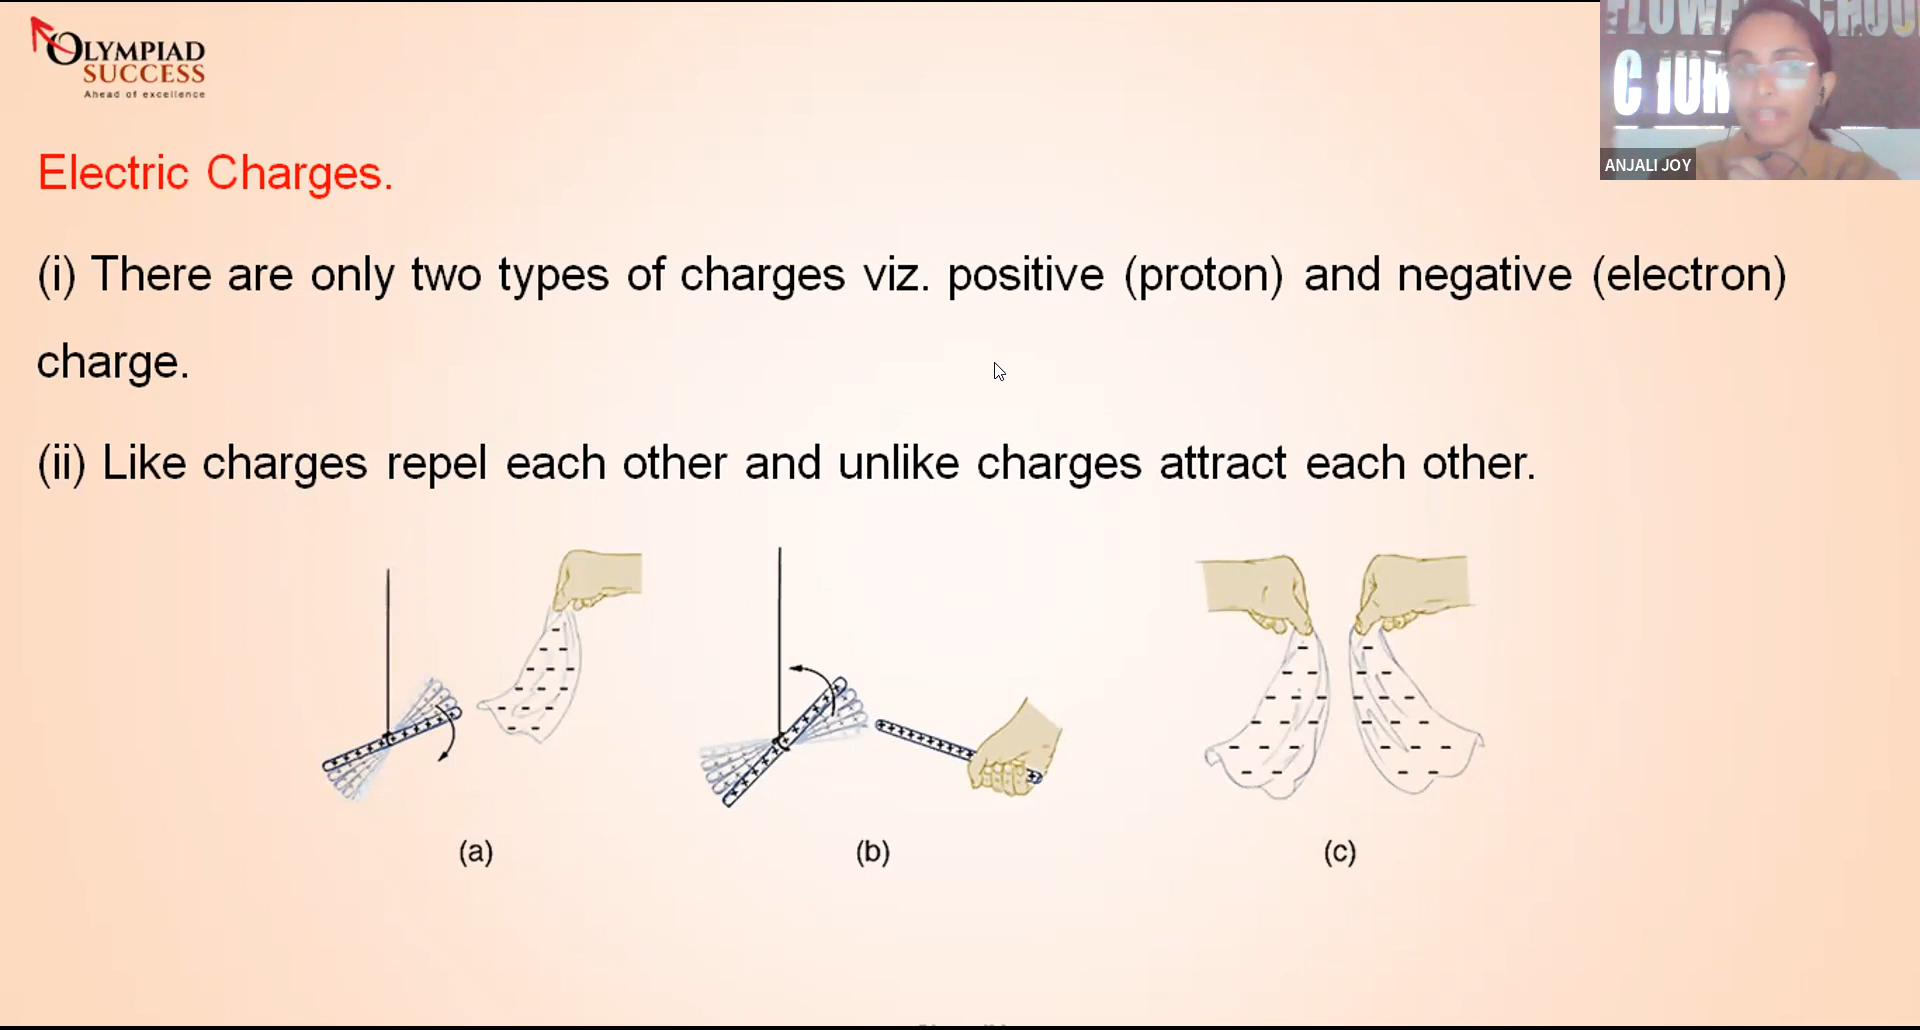 OLYMPIAD
SUCCESS
Ahead of excellence
ANJALI JOY
Electric Charges.
(i) There are only two types of charges viz. positive (proton) and negative (electron)
charge.
(ii) Like charges repel each other and unlike charges attract each other.
(a)
(b)
(c)